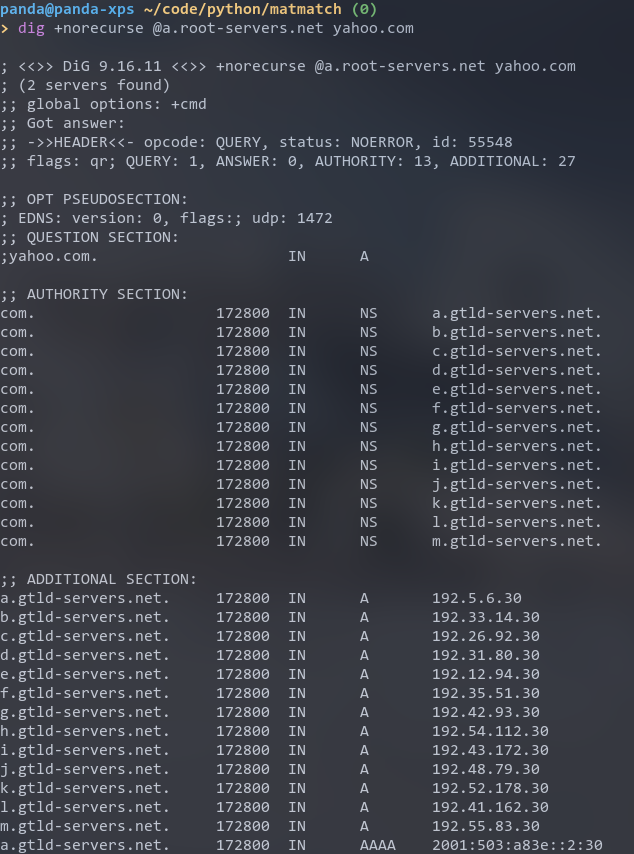 panda@panda-xps ~/code/python/matmatch (0)
> dig +norecurse @a.root-servers.net yahoo.com

; <<>> DiG 9.16.11 <<>> +norecurse @a.root-servers.net yahoo.com
; (2 servers found)
;; global options: +cmd
;; Got answer:
;; ->>HEADER<<- opcode: QUERY, status: NOERROR, id: 55548
;; flags: qr; QUERY: 1, ANSWER: 0, AUTHORITY: 13, ADDITIONAL: 27

;; OPT PSEUDOSECTION:
; EDNS: version: 0, flags:; udp: 1472
;; QUESTION SECTION:
;yahoo.com.                     IN      A

;; AUTHORITY SECTION:
com.                    172800  IN      NS      a.gtld-servers.net.
com.                    172800  IN      NS      b.gtld-servers.net.
com.                    172800  IN      NS      c.gtld-servers.net.
com.                    172800  IN      NS      d.gtld-servers.net.
com.                    172800  IN      NS      e.gtld-servers.net.
com.                    172800  IN      NS      f.gtld-servers.net.
com.                    172800  IN      NS      g.gtld-servers.net.
com.                    172800  IN      NS      h.gtld-servers.net.
com.                    172800  IN      NS      i.gtld-servers.net.
com.                    172800  IN      NS      j.gtld-servers.net.
com.                    172800  IN      NS      k.gtld-servers.net.
com.                    172800  IN      NS      l.gtld-servers.net.
com.                    172800  IN      NS      m.gtld-servers.net.

;; ADDITIONAL SECTION:
a.gtld-servers.net.     172800  IN      A       192.5.6.30
b.gtld-servers.net.     172800  IN      A       192.33.14.30
c.gtld-servers.net.     172800  IN      A       192.26.92.30
d.gtld-servers.net.     172800  IN      A       192.31.80.30
e.gtld-servers.net.     172800  IN      A       192.12.94.30
f.gtld-servers.net.     172800  IN      A       192.35.51.30
g.gtld-servers.net.     172800  IN      A       192.42.93.30
h.gtld-servers.net.     172800  IN      A       192.54.112.30
i.gtld-servers.net.     172800  IN      A       192.43.172.30
j.gtld-servers.net.     172800  IN      A       192.48.79.30
k.gtld-servers.net.     172800  IN      A       192.52.178.30
l.gtld-servers.net.     172800  IN      A       192.41.162.30
m.gtld-servers.net.     172800  IN      A       192.55.83.30
a.gtld-servers.net.     172800  IN      AAAA    2001:503:a83e::2:30